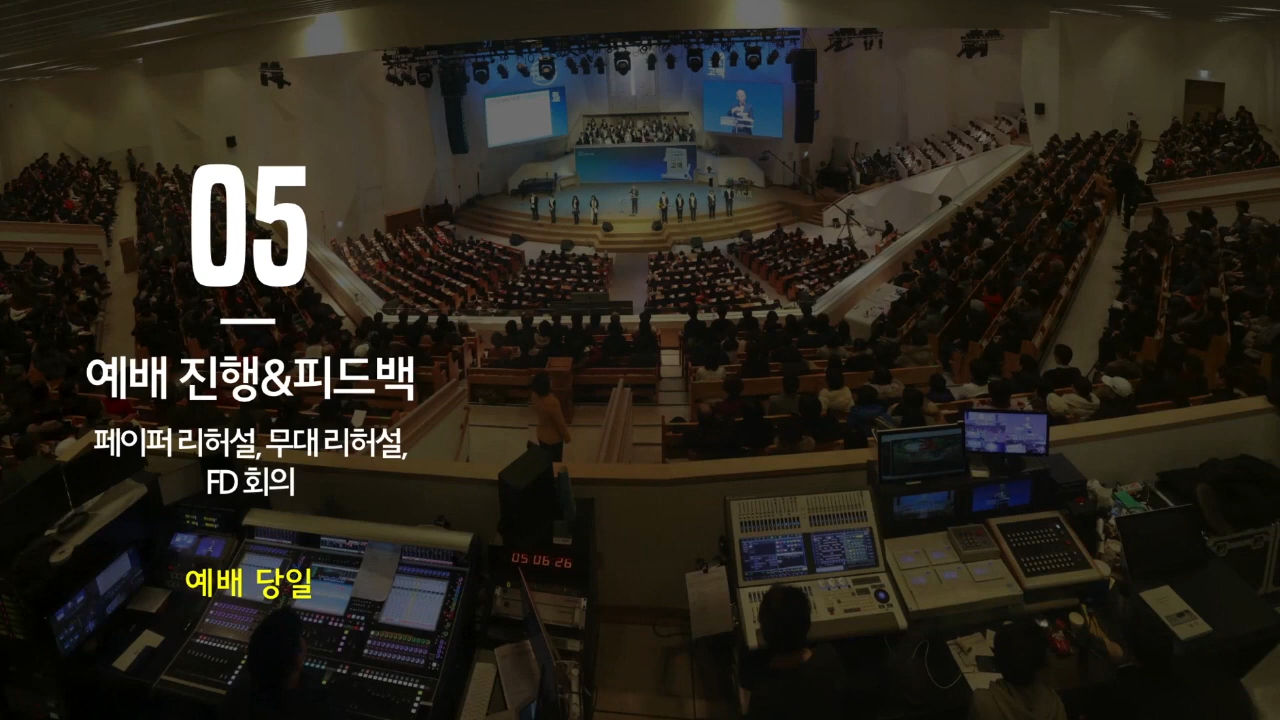 05
예배 진행&피드백
페이퍼 리허설, 무대 리허설,
FD 회의
예배 당일
05 06 26